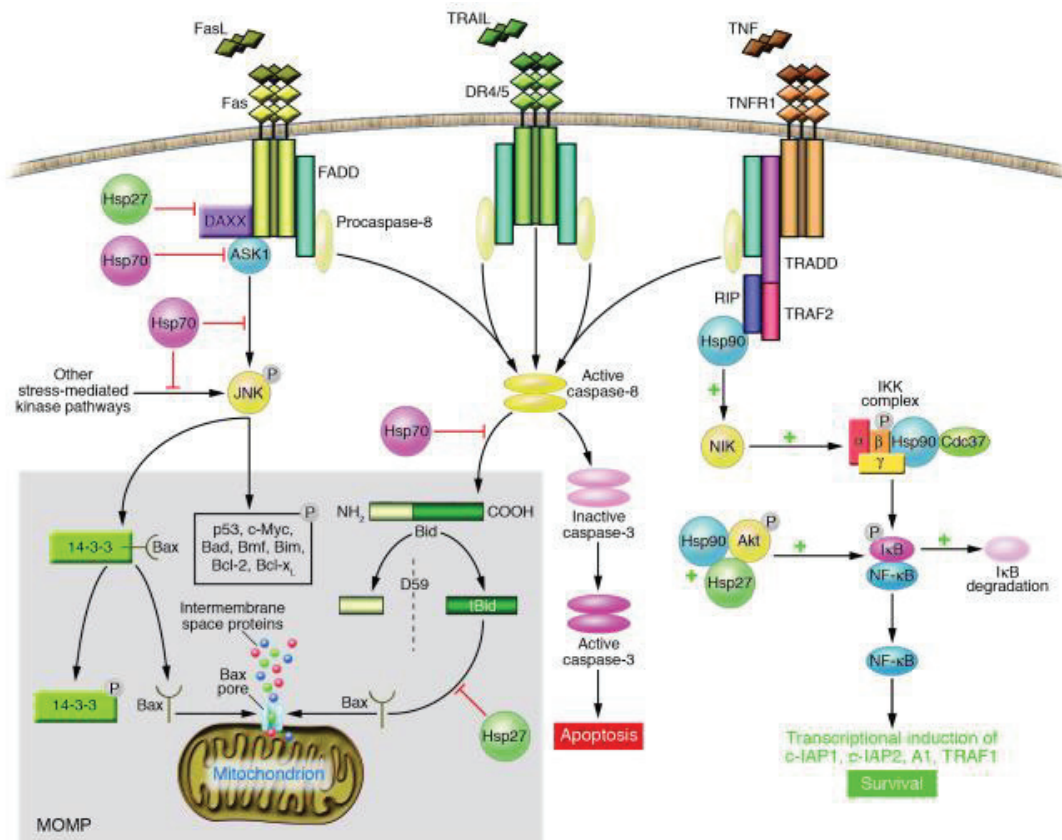 FasL
TRAIL
TNF
Fas
DR4/5
TNFR1
FADD
Hsp27
DAXX
Procaspase-8
Hsp70
ASK1
TRADD
RIP
TRAF2
Hsp70
Hsp90
Other
stress-mediated
kinase pathways
JNK
P
Active
caspase-8
+
IKK
complex
Hsp70
NIK
+
α
P
β
γ
Hsp90
Cdc37
NH2
COOH
Bid
P
p53, c-Myc,
Bad, Bmf, Bim,
Bcl-2, Bcl-xL
Inactive
caspase-3
14-3-3
Bax
Hsp90
Akt
P
+
Hsp27
+
P
IκB
NF-κB
+
IκB
degradation
D59
tBid
Intermembrane
space proteins
Active
caspase-3
NF-κB
14-3-3
P
Bax
Bax
pore
Bax
Hsp27
Apoptosis
Mitochondrion
Transcriptional induction of
c-IAP1, c-IAP2, A1, TRAF1
Survival
MOMP